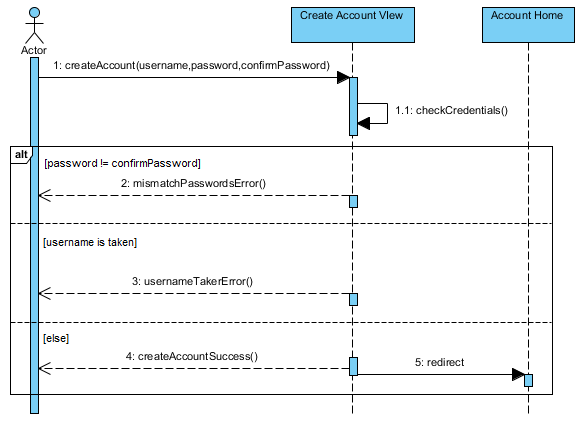 Create Account VIew
Account Home
Actor
1: createAccount(username,password,confirmPassword)
1.1: checkCredentials()
alt
[password != confirmPassword]
2: mismatchPasswordsError()
[username is taken]
3: usernameTakerError()
[else]
4: createAccountSuccess()
5: redirect